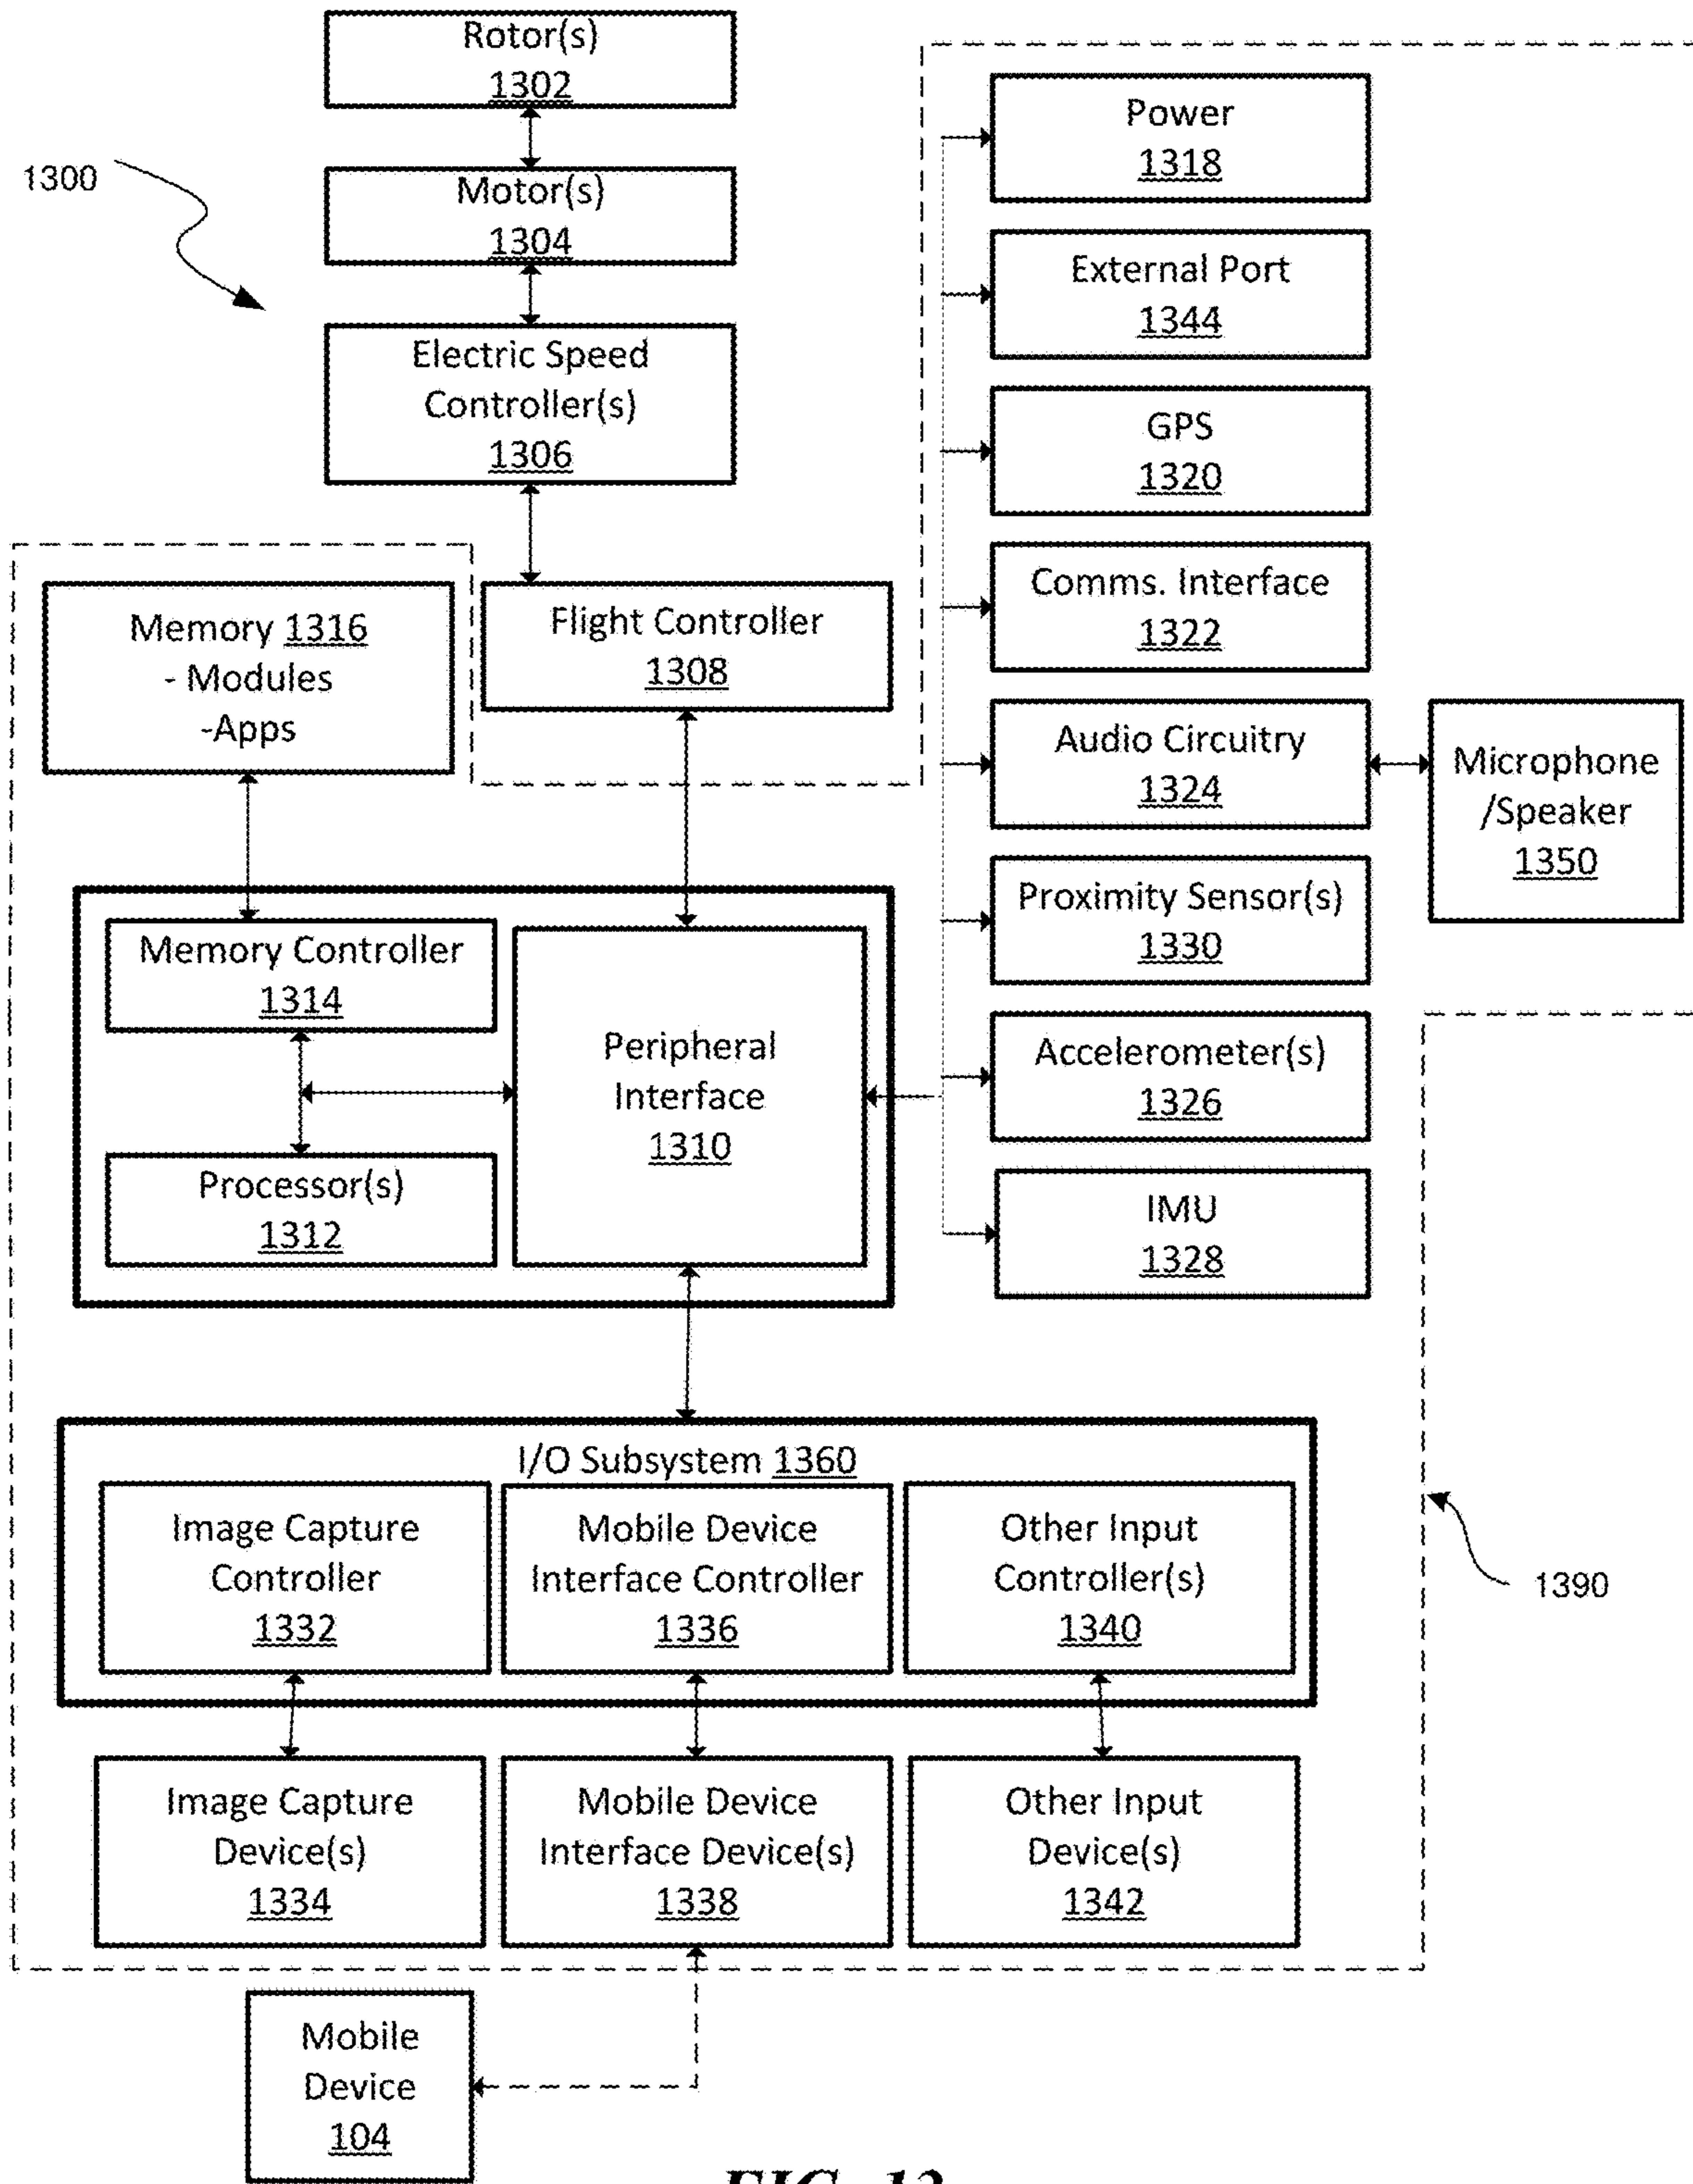 Rotor(s)
1302
1300
Motor(s)
1304
Electric Speed
Controller(s)
1306
Memory 1316
- Modules
-Apps
Flight Controller
1308
Power
1318
External Port
1344
GPS
1320
Comms. Interface
1322
Audio Circuitry
1324
Microphone
/Speaker
1350
Proximity Sensor(s)
1330
Accelerometer(s)
1326
IMU
1328
Memory Controller
1314
Processor(s)
1312
Peripheral
Interface
1310
I/O Subsystem 1360
Image Capture
Controller
1332
Mobile Device
Interface Controller
1336
Other Input
Controller(s)
1340
1390
Image Capture
Device(s)
1334
Mobile Device
Interface Device(s)
1338
Other Input
Device(s)
1342
Mobile
Device
104
FIG. 13